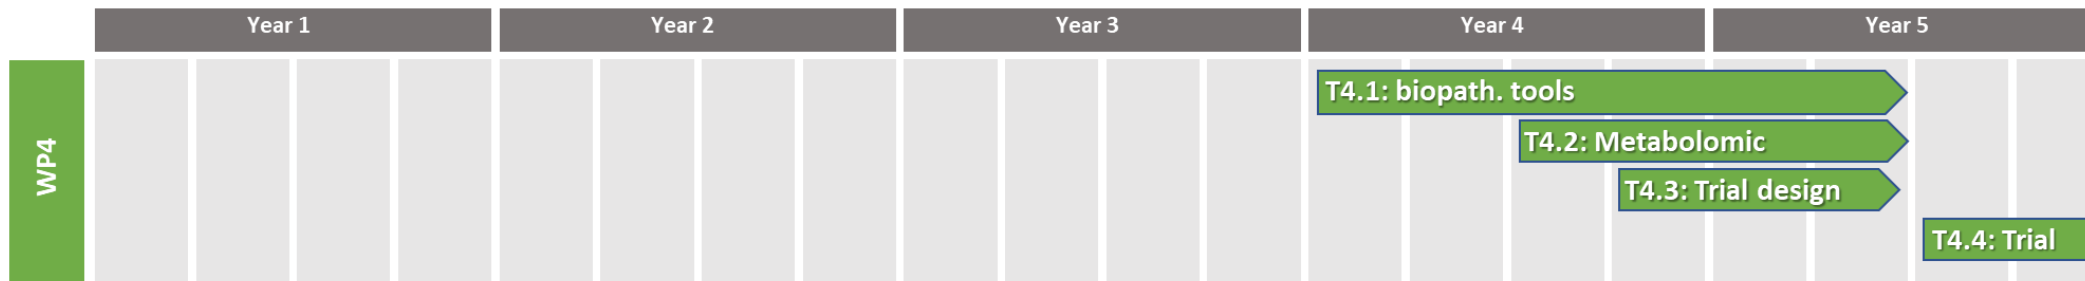 Year 1
Year 2
Year 3
Year 4
Year 5
WP4
T4.1: biopath. tools
T4.2: Metabolomic
T4.3: Trial design
T4.4: Trial